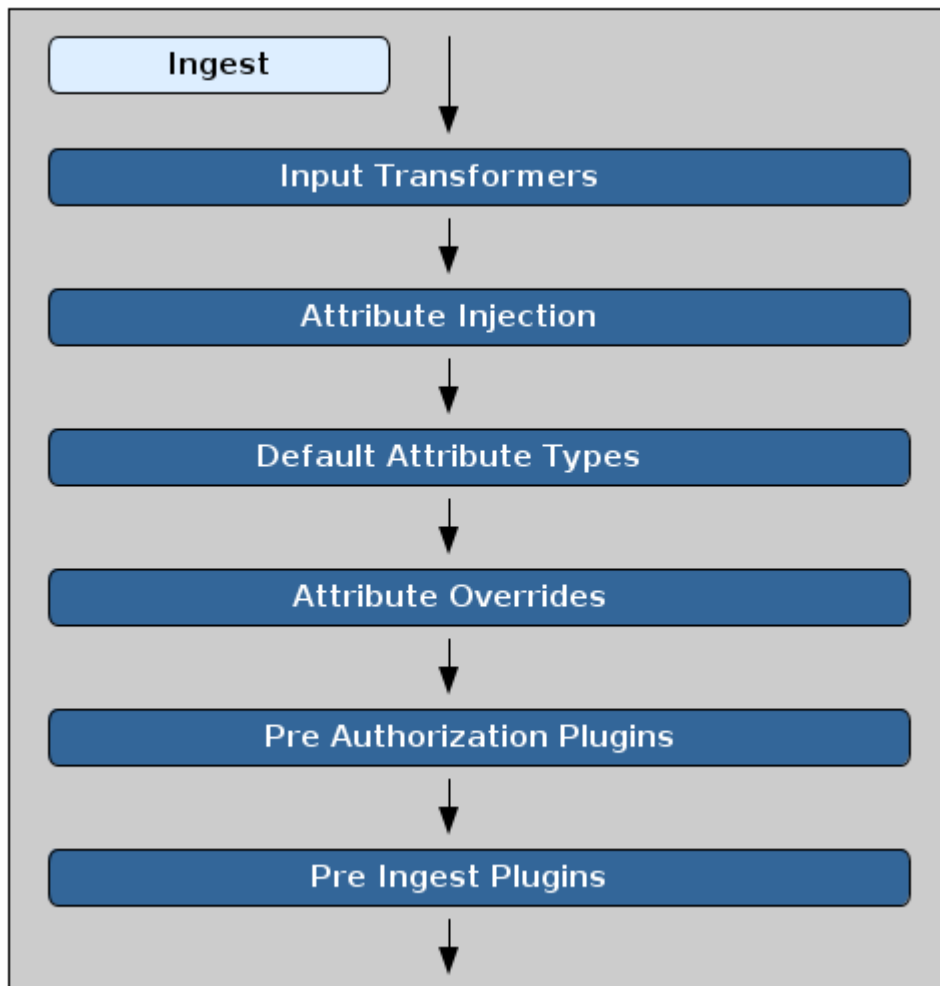 Ingest
Input Transformers
Attribute Injection
Default Attribute Types
Attribute Overrides
Pre Authorization Plugins
Pre Ingest Plugins